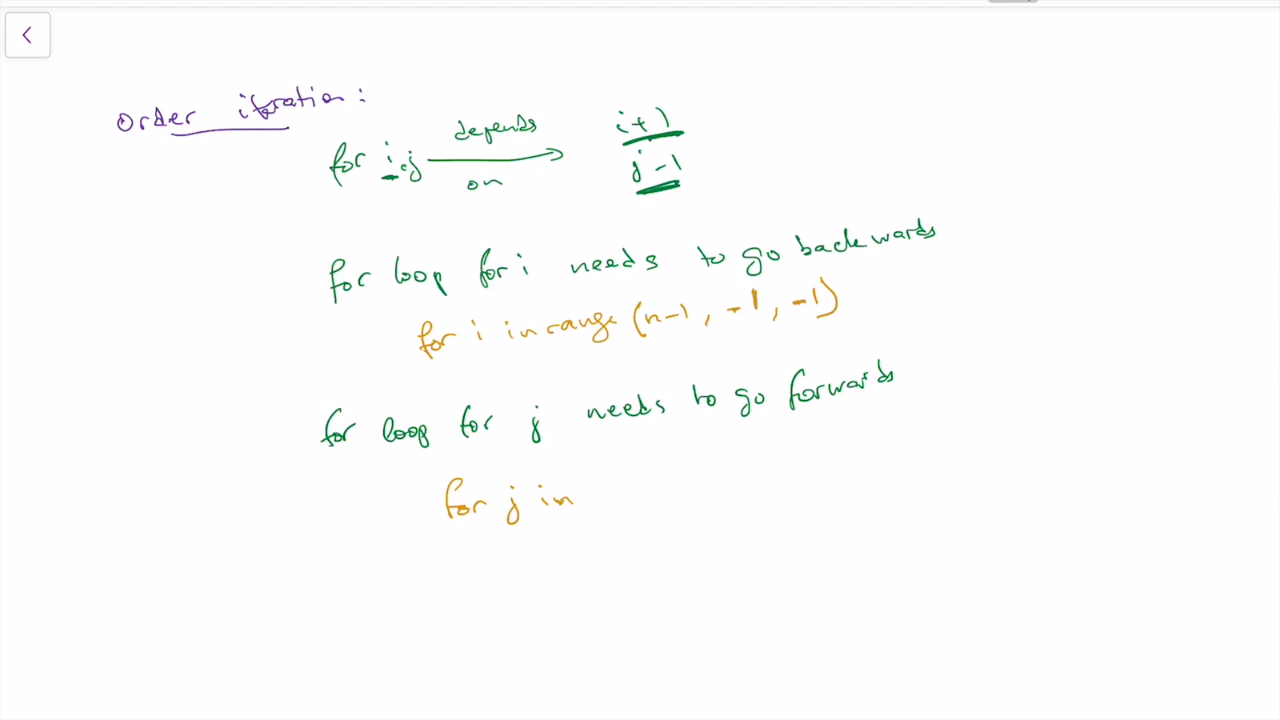 Order iteration:
for i,j depends on i+1
j-1
for loop for i needs to go backwards
for i in range (n-1, -1, -1)
for loop for j needs to go forwards
for j in